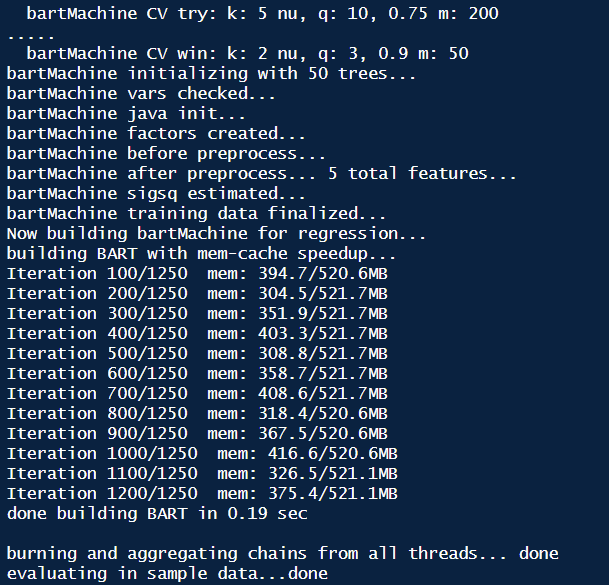 bartMachine CV try: k: 5 nu, q: 10, 0.75 m: 200
.....
bartMachine CV win: k: 2 nu, q: 3, 0.9 m: 50
bartMachine initializing with 50 trees...
bartMachine vars checked...
bartMachine java init...
bartMachine factors created...
bartMachine before preprocess...
bartMachine after preprocess... 5 total features...
bartMachine sigsq estimated...
bartMachine training data finalized...
Now building bartMachine for regression...
building BART with mem-cache speedup...
Iteration 100/1250  mem: 394.7/520.6MB
Iteration 200/1250  mem: 304.5/521.7MB
Iteration 300/1250  mem: 351.9/521.7MB
Iteration 400/1250  mem: 403.3/521.7MB
Iteration 500/1250  mem: 308.8/521.7MB
Iteration 600/1250  mem: 358.7/521.7MB
Iteration 700/1250  mem: 408.6/521.7MB
Iteration 800/1250  mem: 318.4/520.6MB
Iteration 900/1250  mem: 367.5/520.6MB
Iteration 1000/1250  mem: 416.6/520.6MB
Iteration 1100/1250  mem: 326.5/521.1MB
Iteration 1200/1250  mem: 375.4/521.1MB
done building BART in 0.19 sec

burning and aggregating chains from all threads... done
evaluating in sample data...done